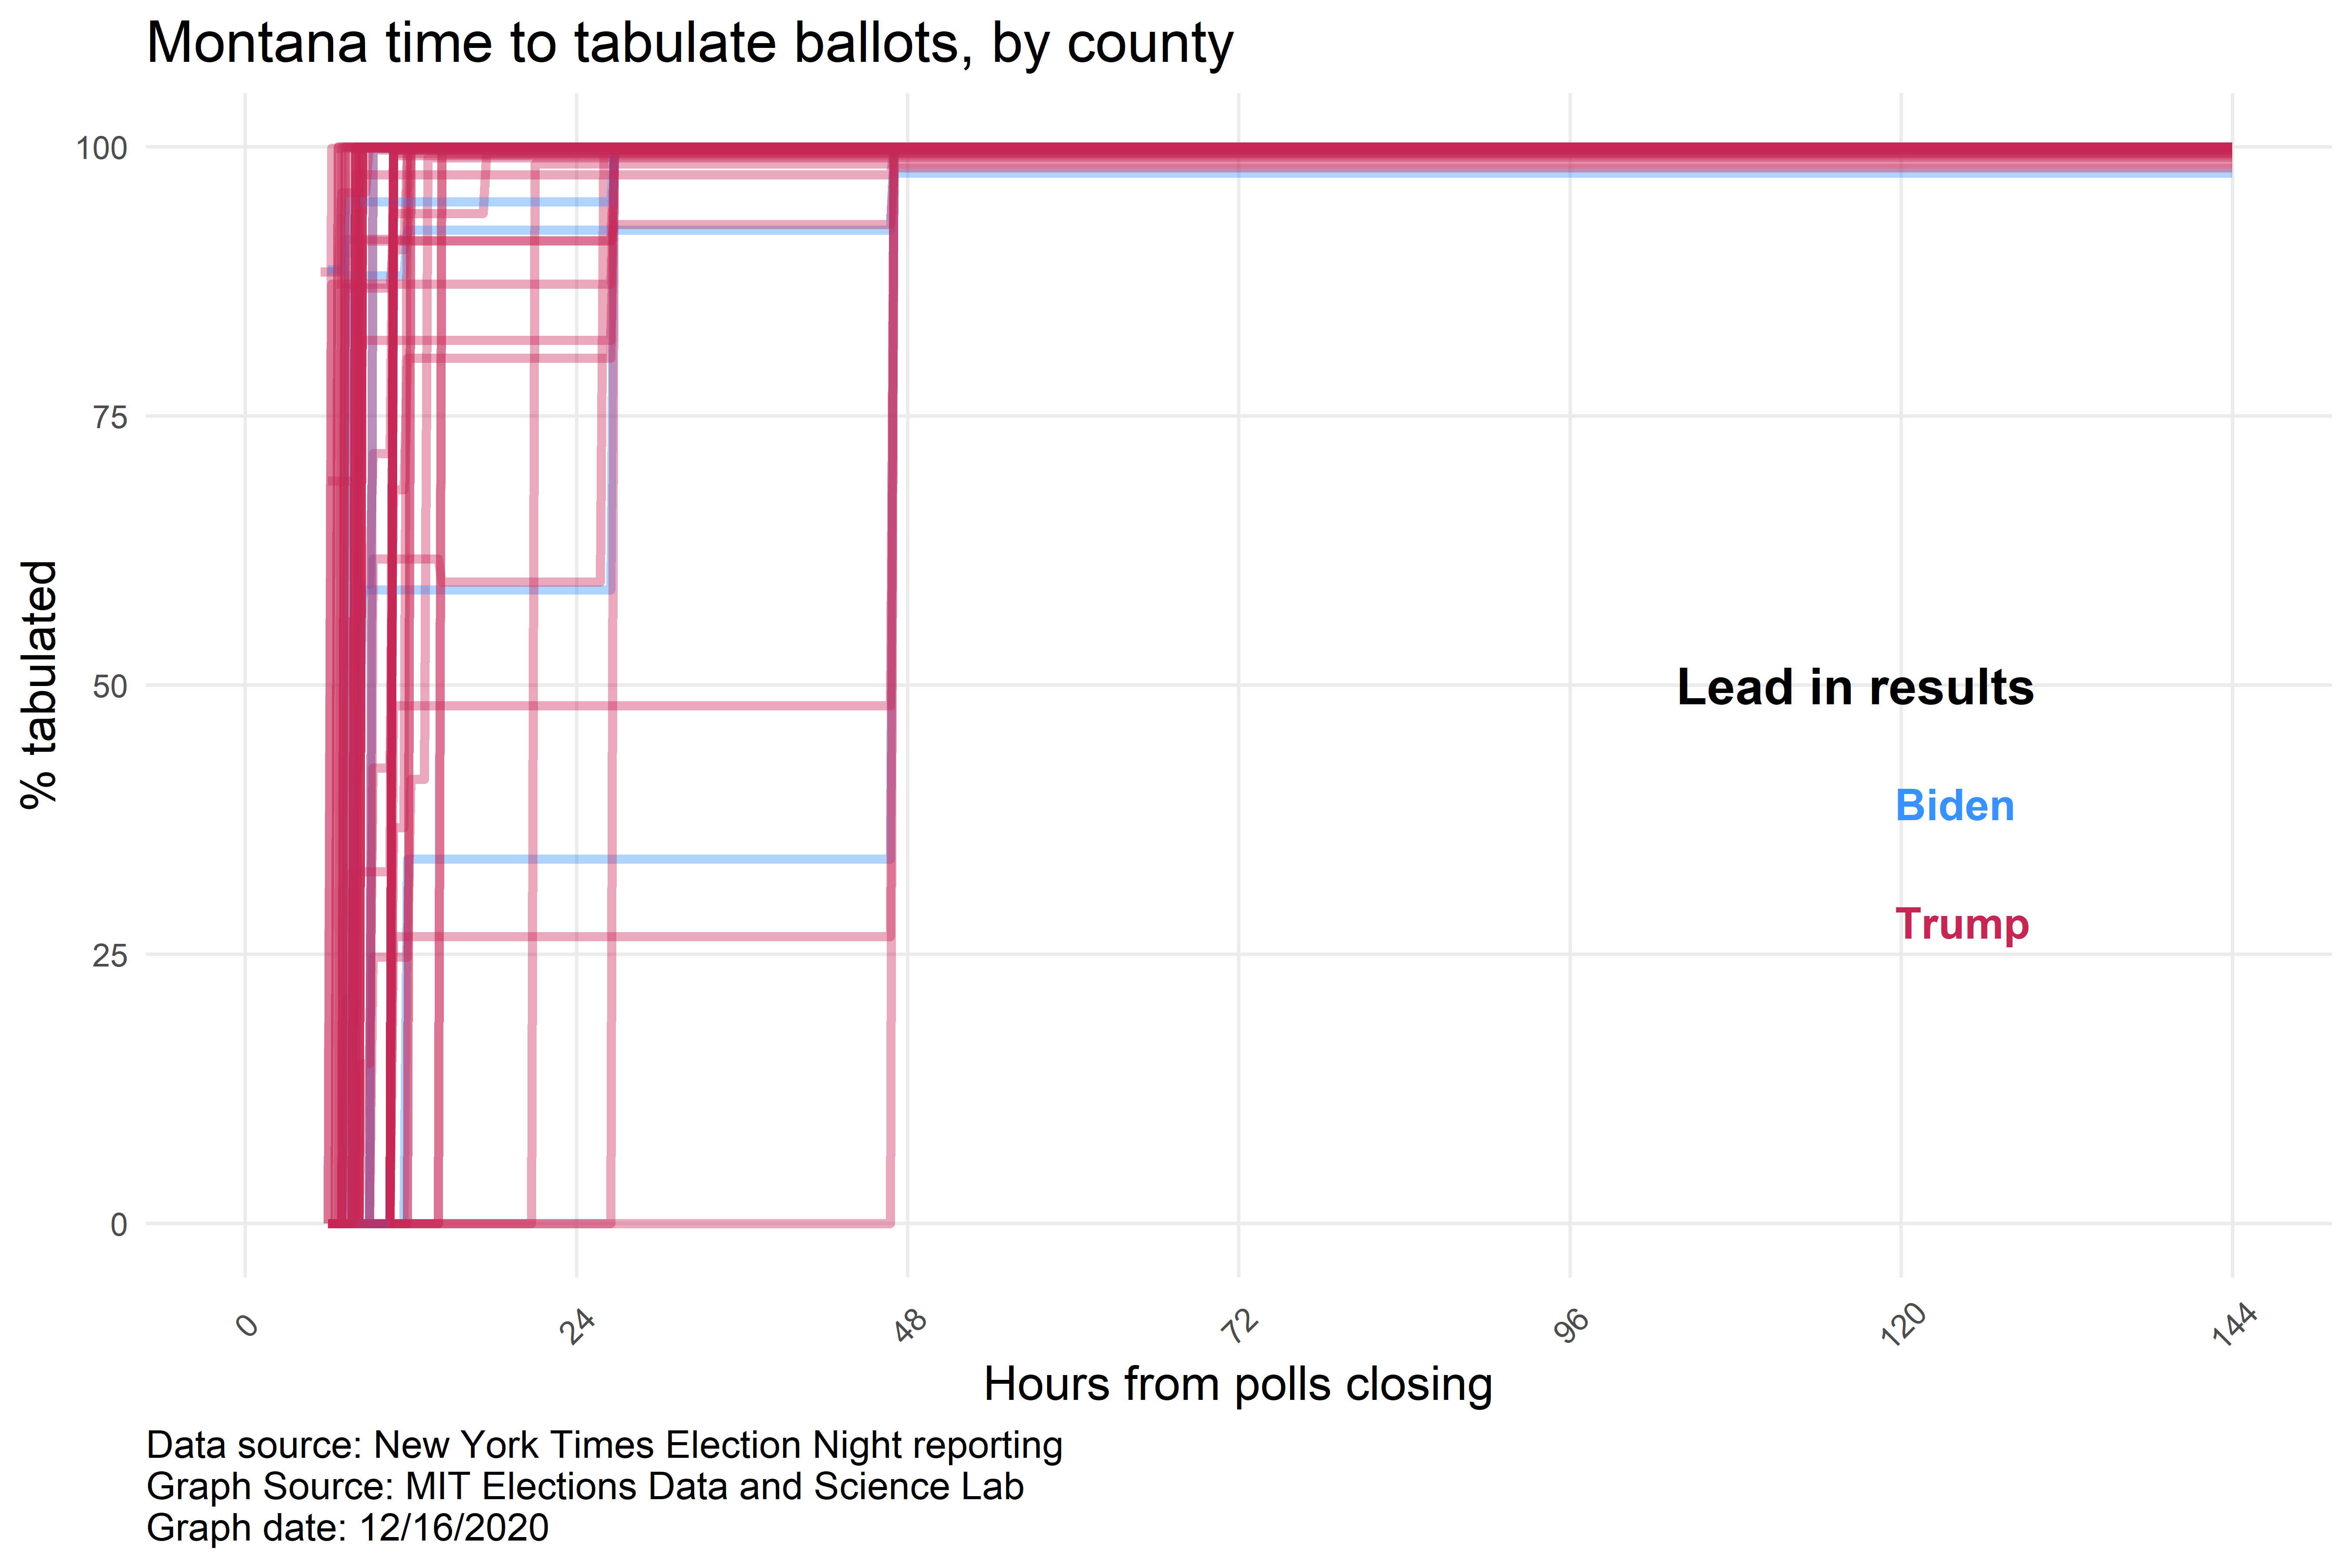 Montana time to tabulate ballots, by county
% tabulated
100
75
50
25
0
Lead in results
Biden
Trump
0 24 48 72 96 120 144
Hours from polls closing
Data source: New York Times Election Night reporting
Graph Source: MIT Elections Data and Science Lab
Graph date: 12/16/2020